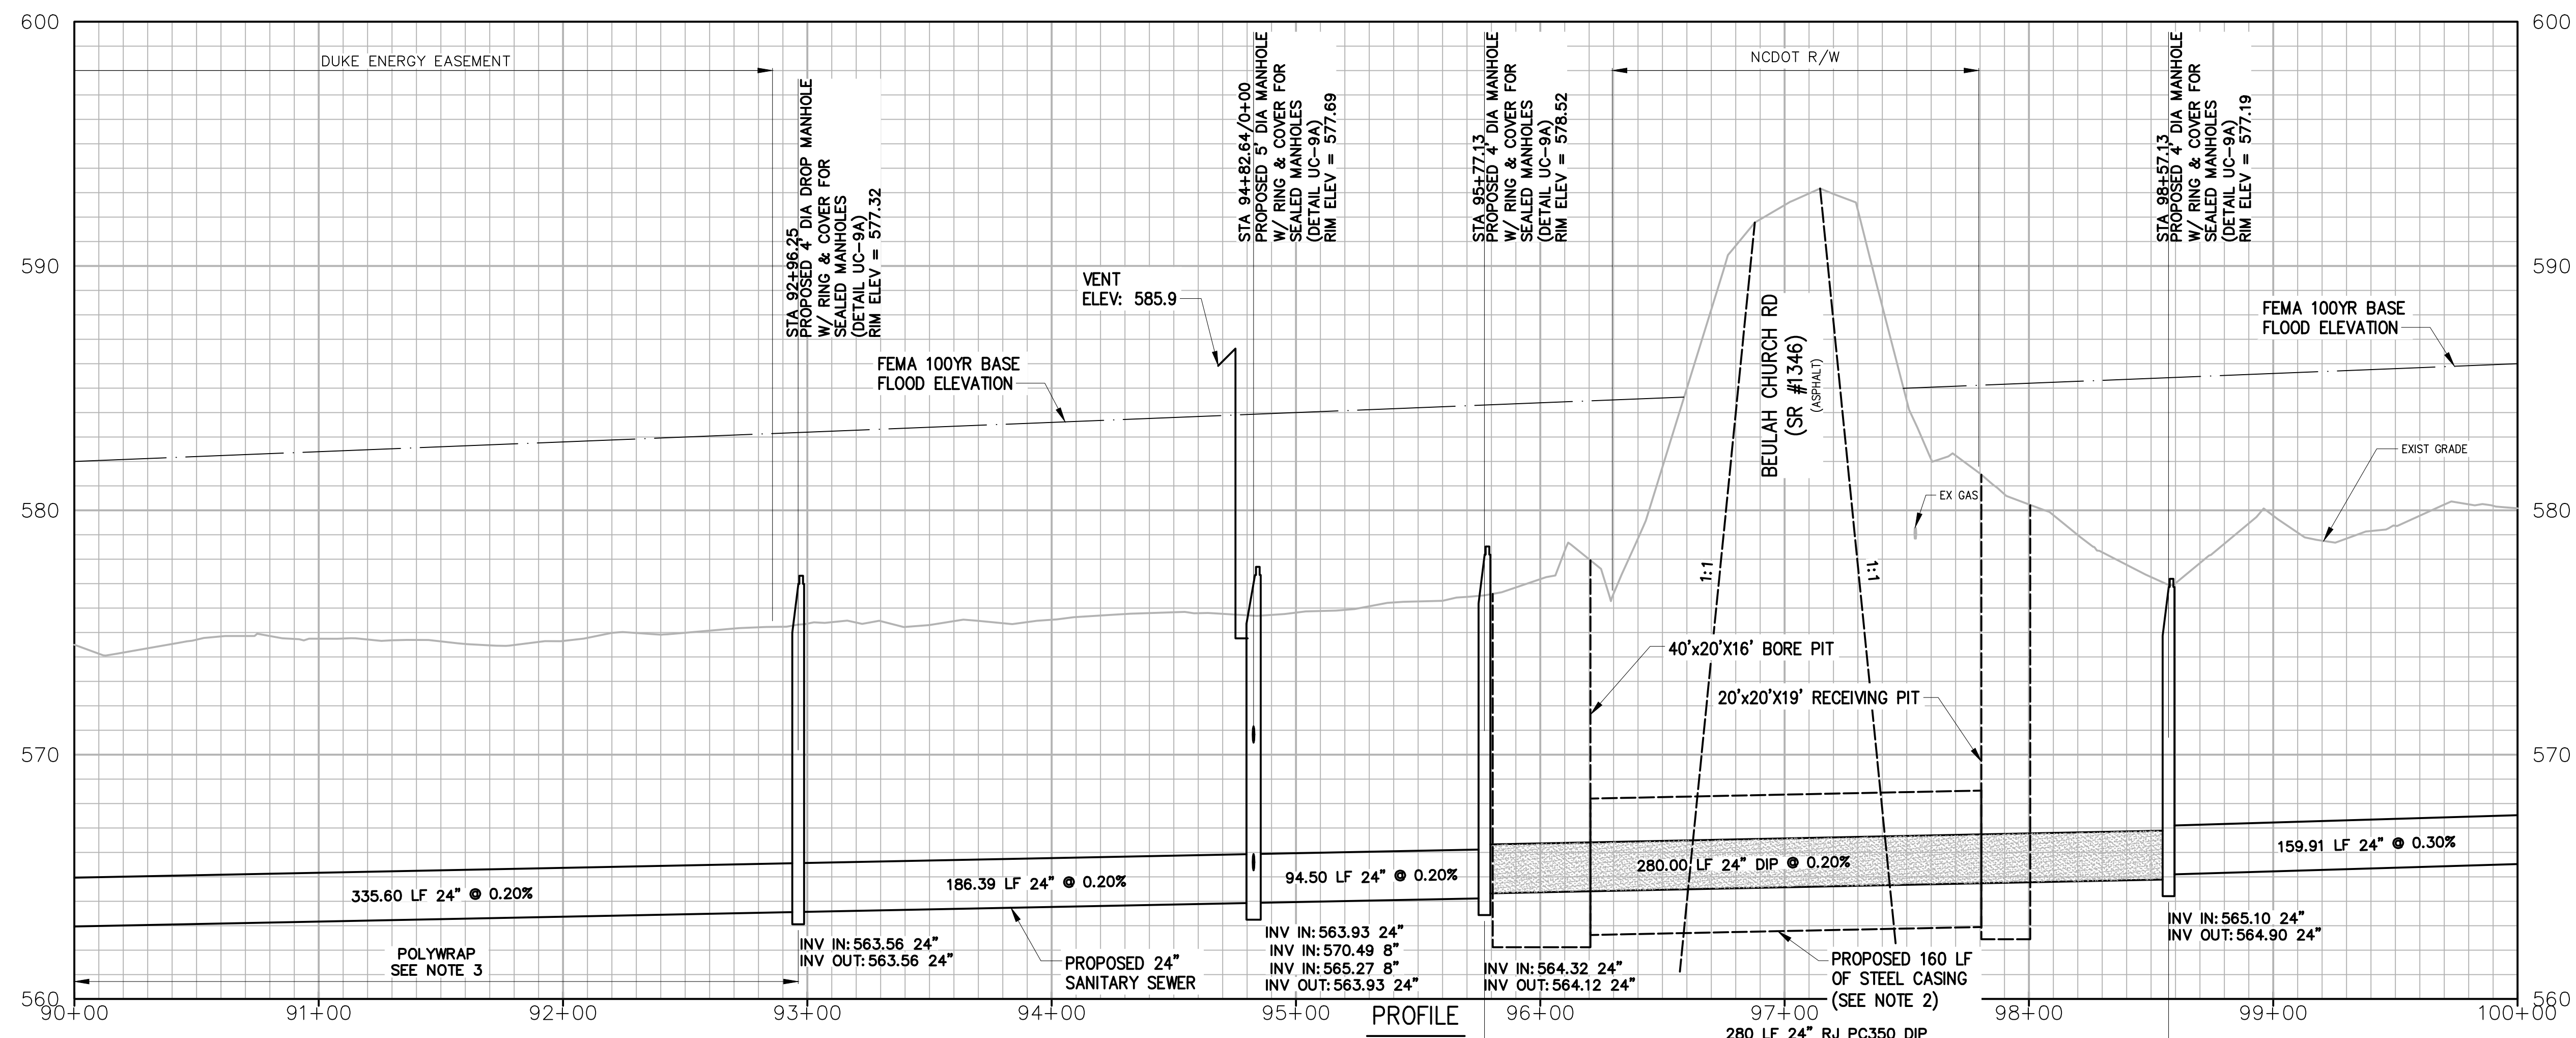 600
600
DUKE ENERGY EASEMENT
NCDOT R/W
STA 92+96.25
PROPOSED 4' DIA DROP MANHOLE
W/ RING & COVER FOR
SEALED MANHOLES
(DETAIL UC-9A)
RIM ELEV = 577.32
STA 94+82.64/0+00
PROPOSED 5' DIA MANHOLE
W/ RING & COVER FOR
SEALED MANHOLES
(DETAIL UC-9A)
RIM ELEV = 577.69
STA 95+77.13
PROPOSED 4' DIA MANHOLE
W/ RING & COVER FOR
SEALED MANHOLES
(DETAIL UC-9A)
RIM ELEV = 578.52
STA 98+57.13
PROPOSED 4' DIA MANHOLE
W/ RING & COVER FOR
SEALED MANHOLES
(DETAIL UC-9A)
RIM ELEV = 577.19
590
590
VENT
ELEV: 585.9
FEMA 100YR BASE
FLOOD ELEVATION
BEULAH CHURCH RD
(SR #1346)
(ASPHALT)
FEMA 100YR BASE
FLOOD ELEVATION
EXIST GRADE
EX GAS
580
580
1:1
1:1
40'x20'X16' BORE PIT
20'x20'X19' RECEIVING PIT
570
570
335.60 LF 24" @ 0.20%
186.39 LF 24" @ 0.20%
94.50 LF 24" @ 0.20%
280.00 LF 24" DIP @ 0.20%
159.91 LF 24" @ 0.30%
POLYWRAP
SEE NOTE 3
INV IN: 563.56 24"
INV OUT: 563.56 24"
PROPOSED 24"
SANITARY SEWER
INV IN: 563.93 24"
INV IN: 570.49 8"
INV IN: 565.27 8"
INV OUT: 563.93 24"
INV IN: 564.32 24"
INV OUT: 564.12 24"
PROPOSED 160 LF
OF STEEL CASING
(SEE NOTE 2)
INV IN: 565.10 24"
INV OUT: 564.90 24"
560
560
90+00
91+00
92+00
93+00
94+00
95+00
96+00
97+00
98+00
99+00
100+00
PROFILE
280 LF 24" RJ PC350 DIP